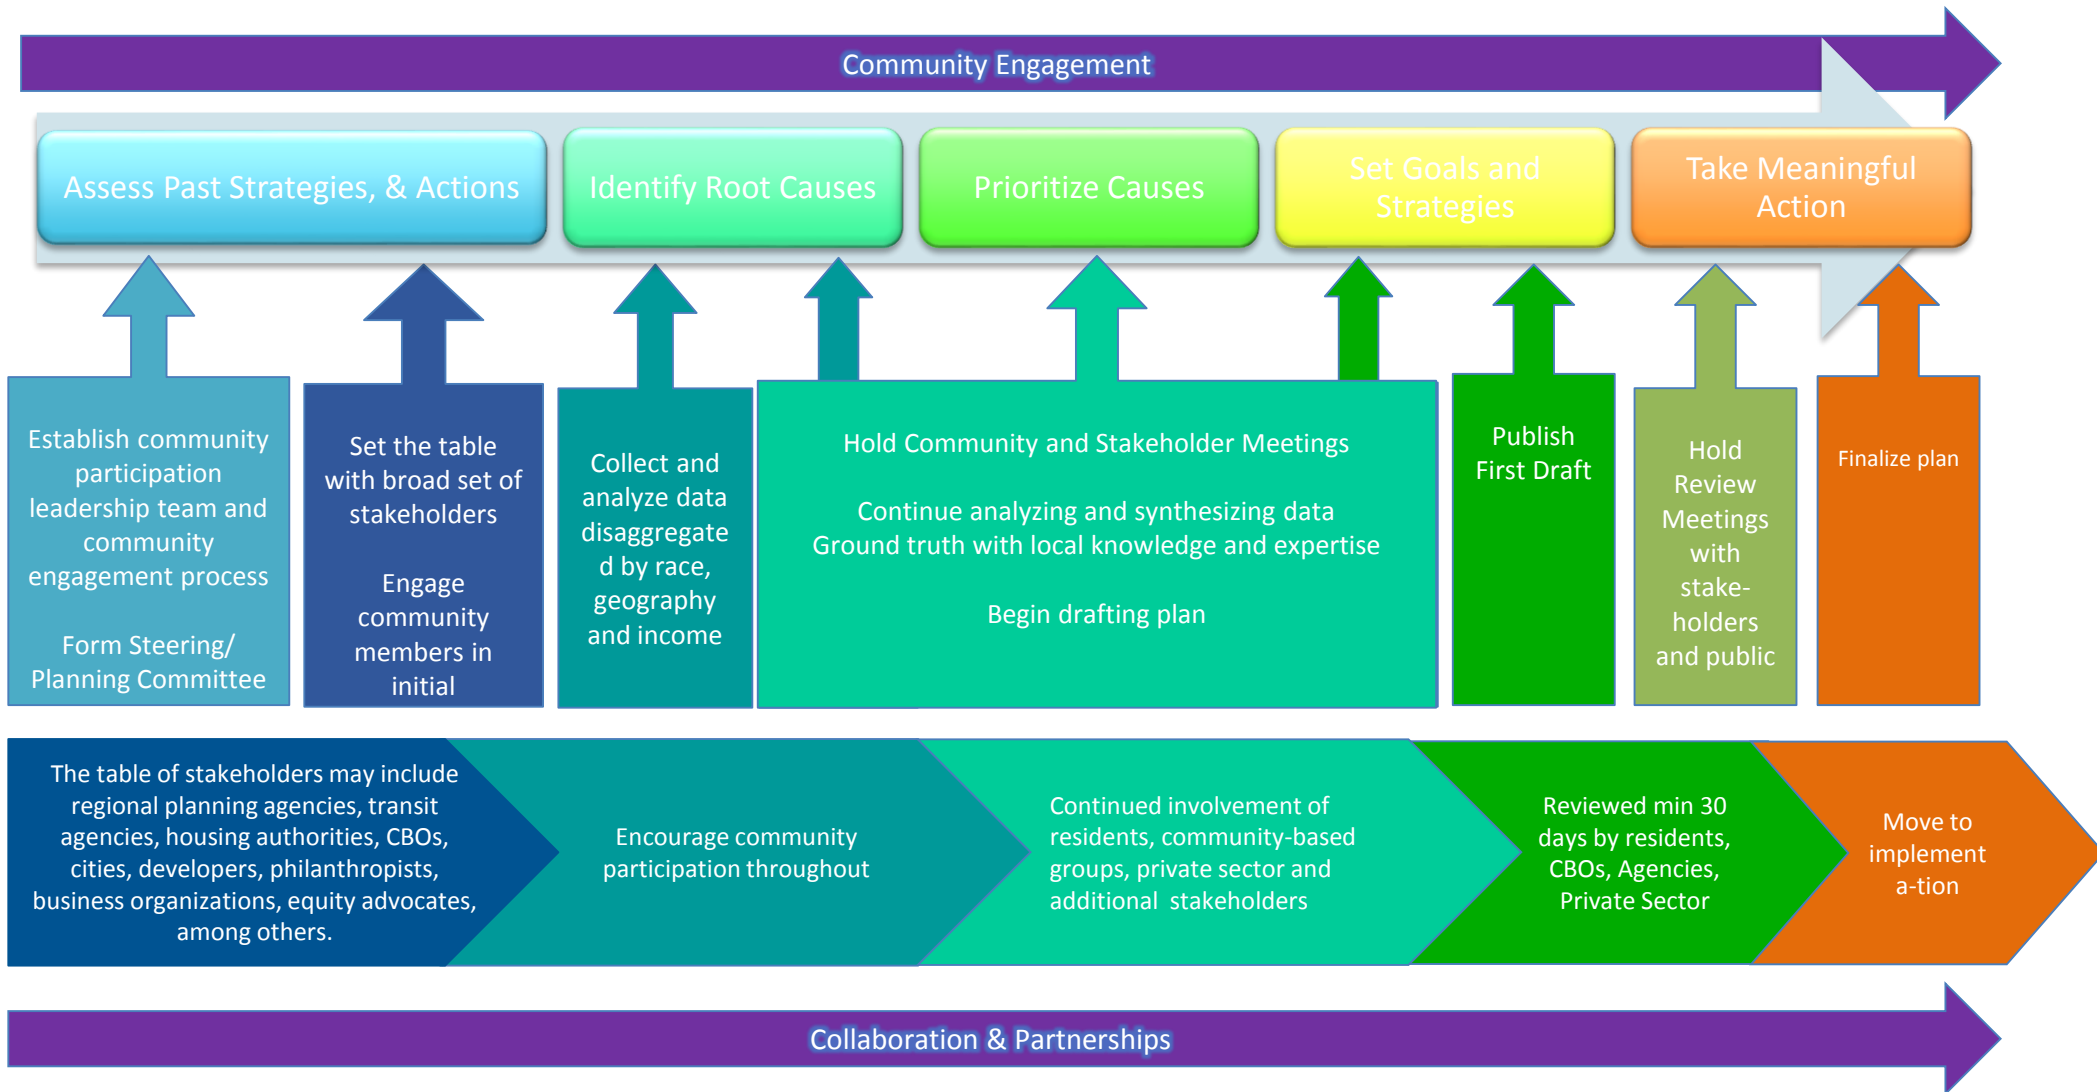 Community Engagement
Assess Past Strategies, & Actions
Identify Root Causes
Prioritize Causes
Set Goals and
Strategies
Take Meaningful
Action
Establish community
participation
leadership team and
community
engagement process
Form Steering/
Planning Committee
Set the table
with broad set of
stakeholders
Engage
community
members in
initial
Collect and
analyze data
disaggregate
d by race,
geography
and income
Hold Community and Stakeholder Meetings
Continue analyzing and synthesizing data
Ground truth with local knowledge and expertise
Begin drafting plan
Publish
First Draft
Hold
Review
Meetings
with
stake-
holders
and public
Finalize plan
The table of stakeholders may include
regional planning agencies, transit
agencies, housing authorities, CBOs,
cities, developers, philanthropists,
business organizations, equity advocates,
among others.
Encourage community
participation throughout
Continued involvement of
residents, community-based
groups, private sector and
additional stakeholders
Reviewed min 30
days by residents,
CBOs, Agencies,
Private Sector
Move to
implement
a-tion
Collaboration & Partnerships